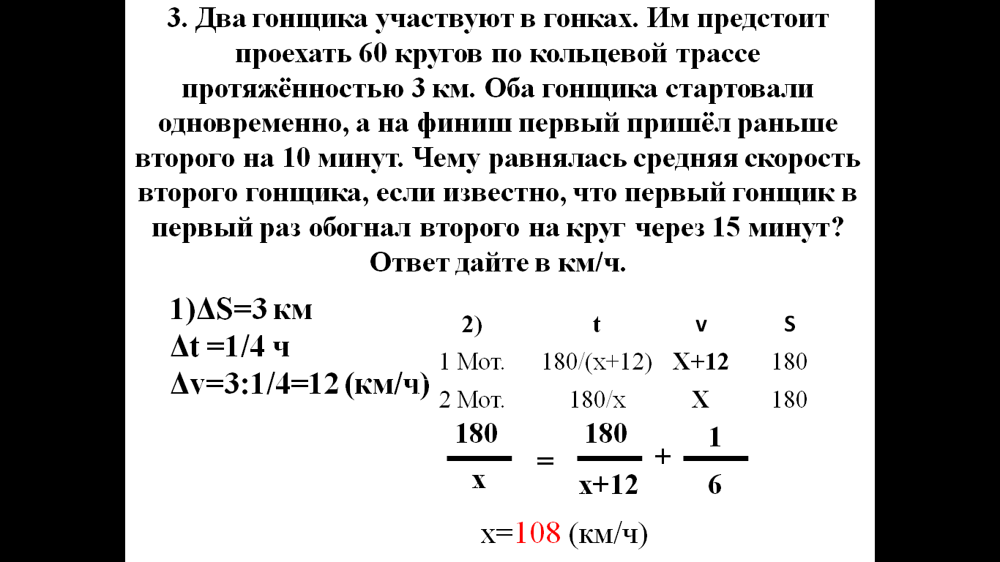 3. Два гонщика участвуют в гонках. Им предстоит
проехать 60 кругов по кольцевой трассе
протяжённостью 3 км. Оба гонщика стартовали
одновременно, а на финиш первый пришёл раньше
второго на 10 минут. Чему равнялась средняя скорость
второго гонщика, если известно, что первый гонщик в
первый раз обогнал второго на круг через 15 минут?
Ответ дайте в км/ч.
1)ΔS=3 км
Δt =1/4 ч
Δv=3:1/4=12 (км/ч)
2) t v S
1 Мот. 180/(х+12) Х+12 180
2 Мот. 180/х Х 180
180 180 1
= +
х х+12 6
х=108 (км/ч)